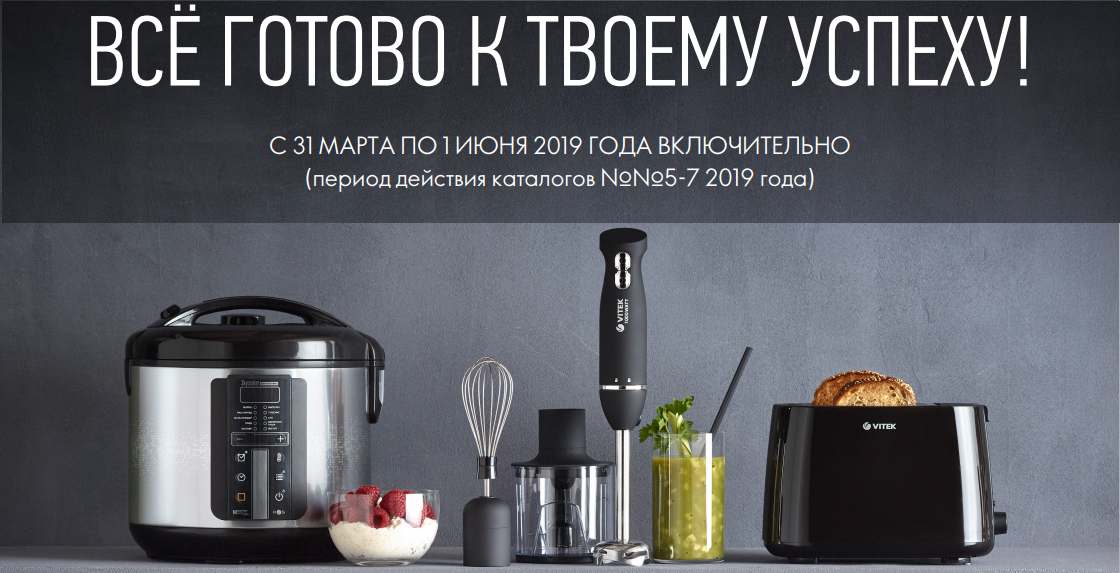 ВСЁ ГОТОВО К ТВОЕМУ УСПЕХУ!
С 31 МАРТА ПО 1 ИЮНЯ 2019 ГОДА ВКЛЮЧИТЕЛЬНО
(период действия каталогов №№5-7 2019 года)
VITEK
VITEK